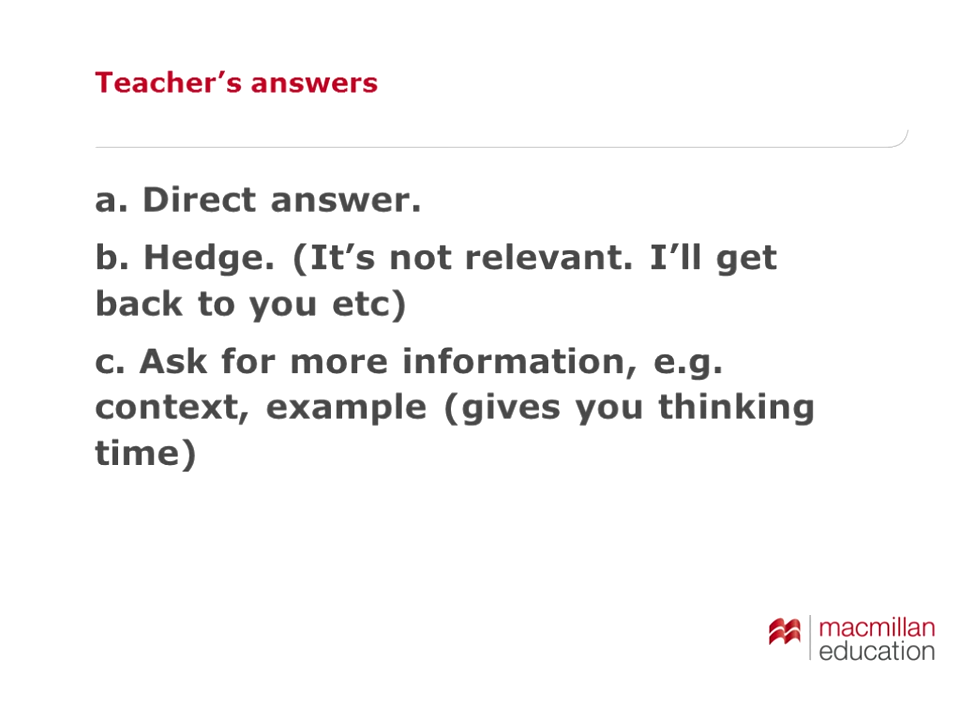 Teacher’s answers
a. Direct answer.
b. Hedge. (It’s not relevant. I’ll get
back to you etc)
c. Ask for more information, e.g.
context, example (gives you thinking
time)
macmillan
education